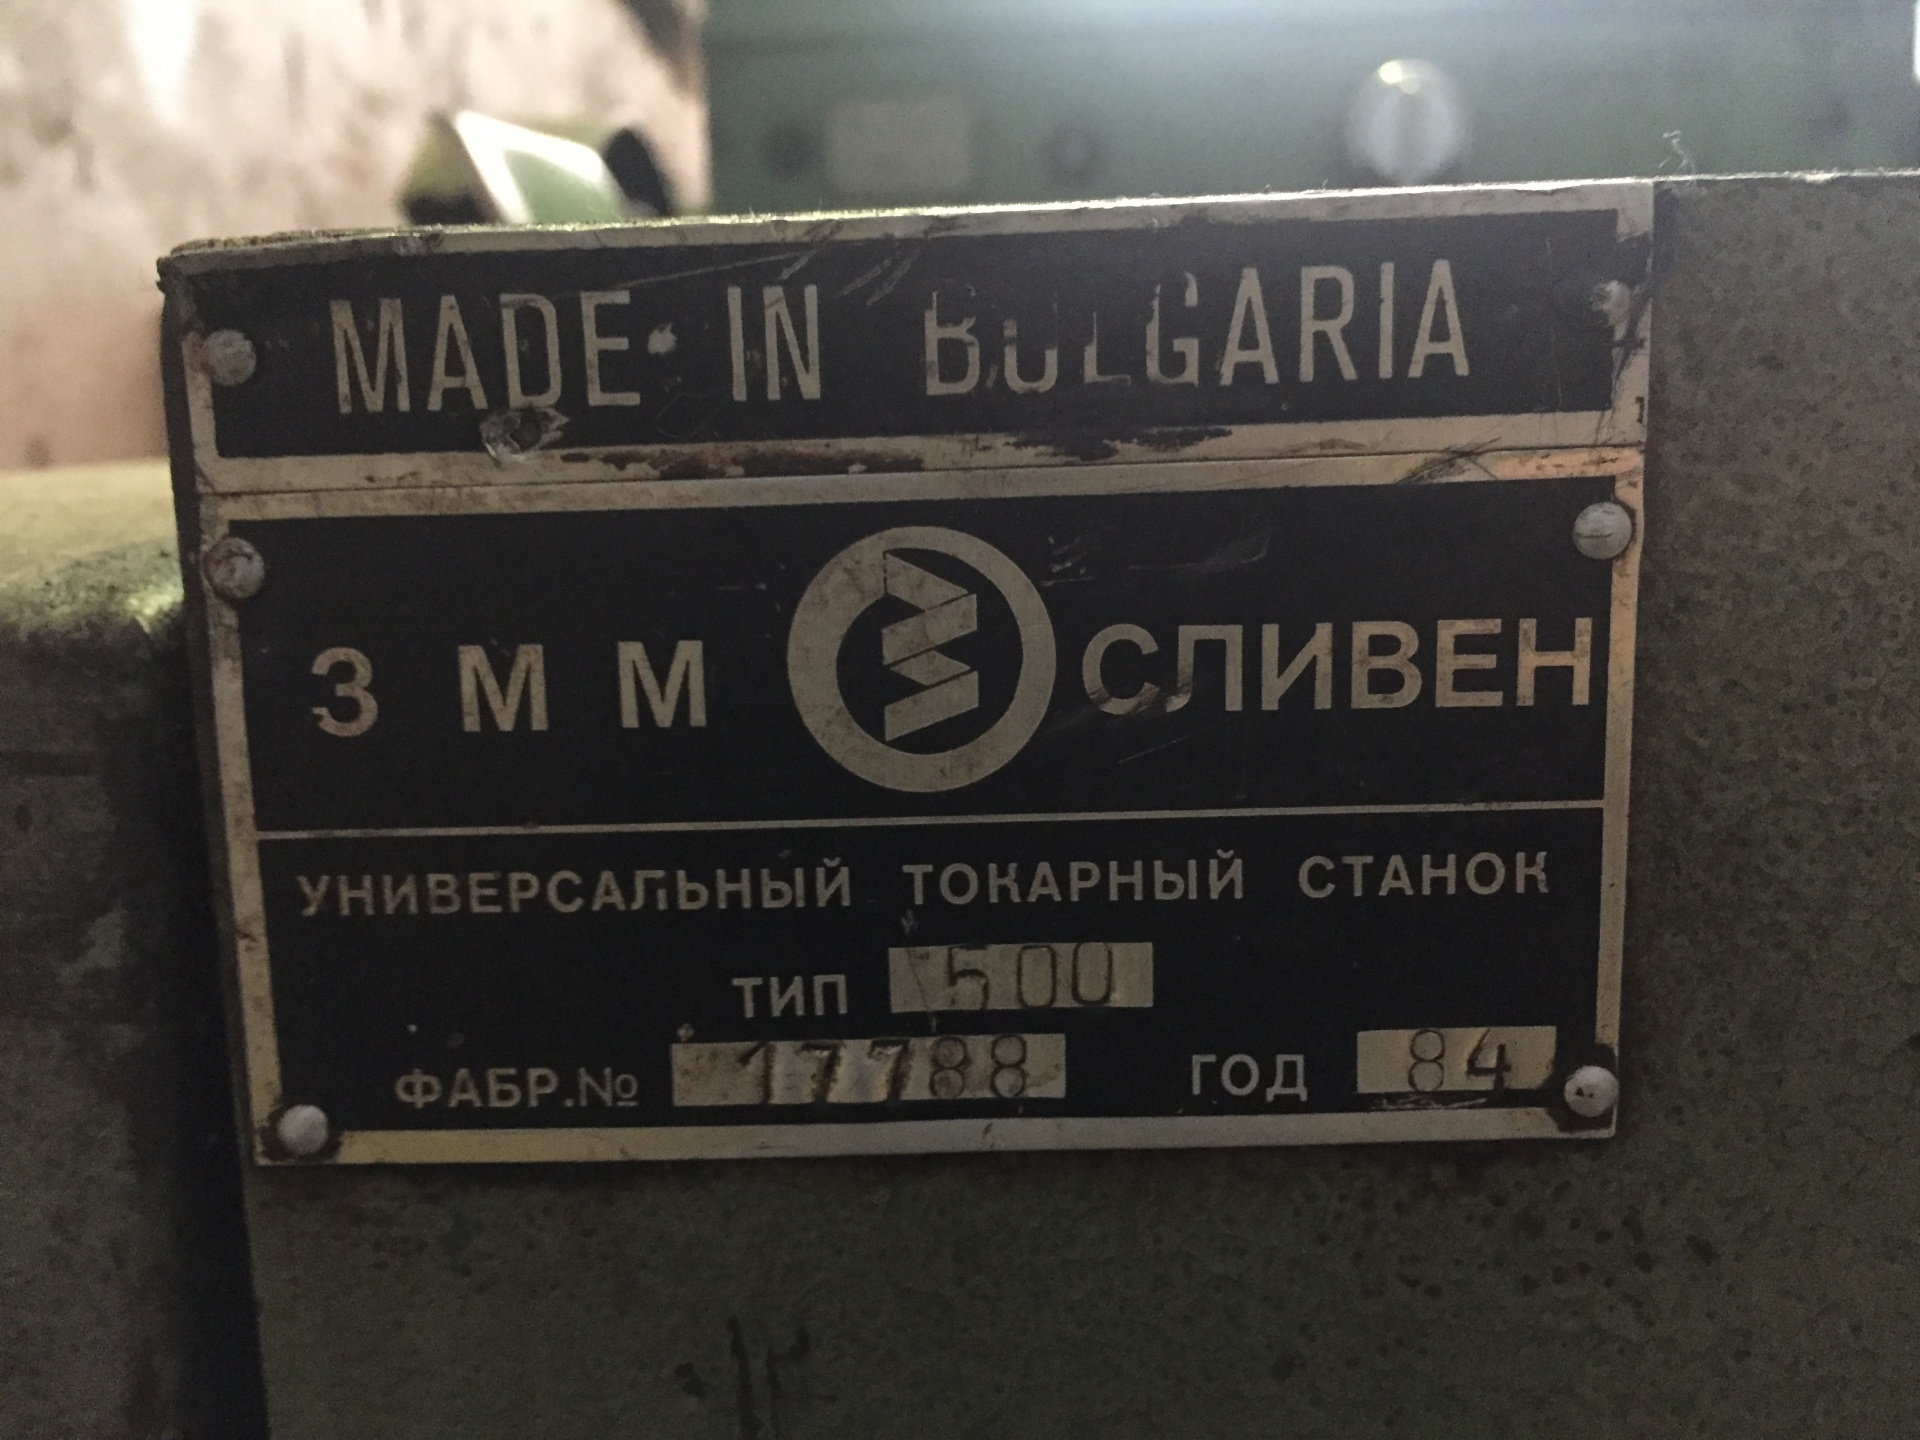 MADE IN BULGARIA
З М М СЛИВЕН
УНИВЕРСАЛЬНЫЙ ТОКАРНЫЙ СТАНОК
ТИП 500
ФАБР.№ 17788 ГОД 84